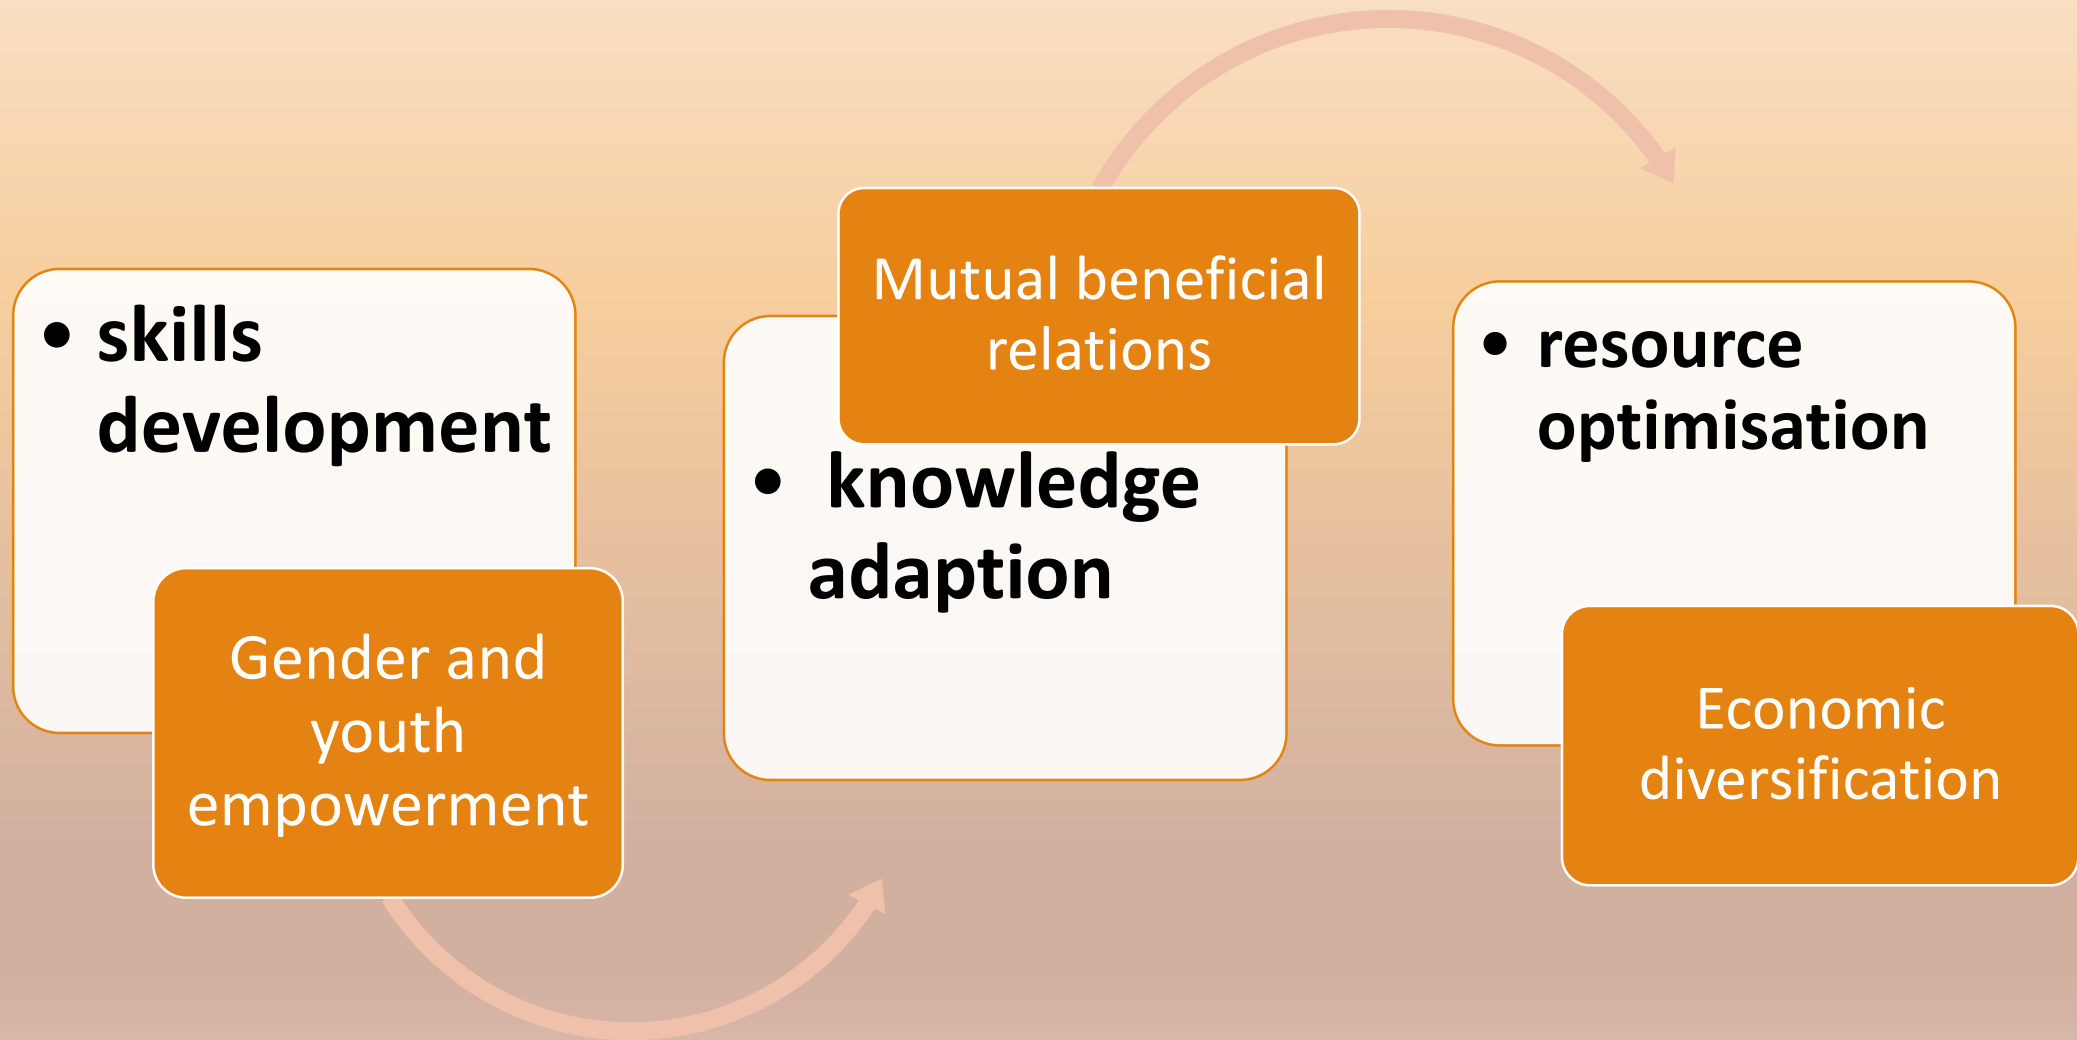 • skills
development
Gender and
youth
empowerment
Mutual beneficial
relations
• knowledge
adaption
• resource
optimisation
Economic
diversification